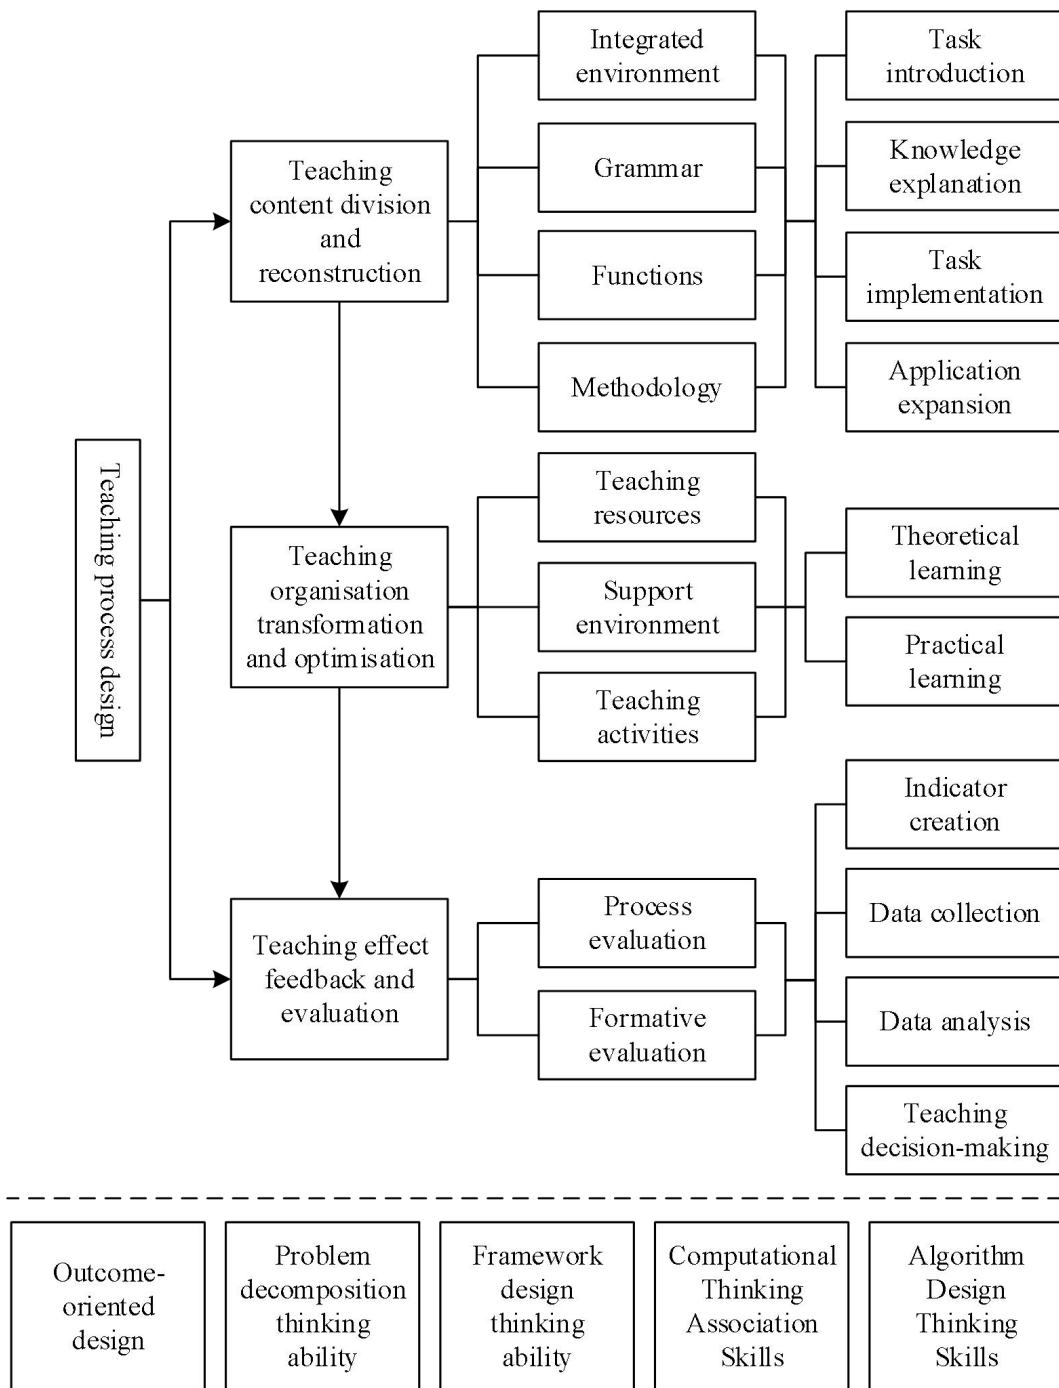 Teaching process design
Teaching
content division
and
reconstruction
Integrated
environment
Grammar
Functions
Methodology
Task
introduction
Knowledge
explanation
Task
implementation
Application
expansion
Teaching
organisation
transformation
and optimisation
Teaching
resources
Support
environment
Teaching
activities
Theoretical
learning
Practical
learning
Teaching effect
feedback and
evaluation
Process
evaluation
Formative
evaluation
Indicator
creation
Data collection
Data analysis
Teaching
decision-making
Outcome-
oriented
design
Problem
decomposition
thinking
ability
Framework
design
thinking
ability
Computational
Thinking
Association
Skills
Algorithm
Design
Thinking
Skills